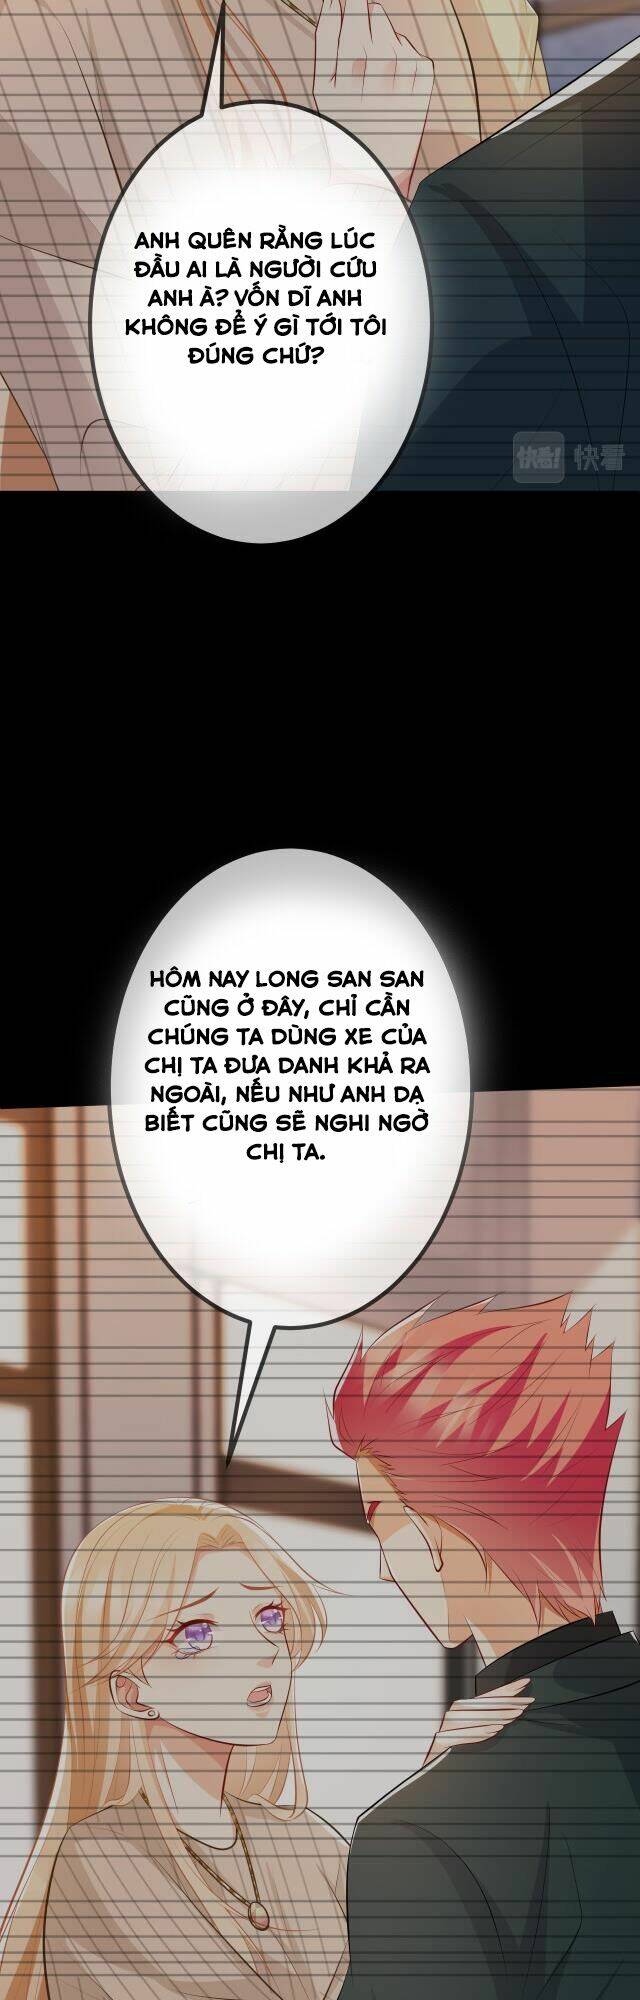 ANH QUÊN RẰNG LÚC
ĐẦU AI LÀ NGƯỜI CỨU
ANH À? VỐN DĨ ANH
KHÔNG ĐỂ Ý GÌ TỚI TÔI
ĐÚNG CHỨ?
快看! 快看
HÔM NAY LONG SAN SAN
CŨNG Ở ĐÂY, CHỈ CẦN
CHÚNG TA DÙNG XE CỦA
CHỊ TA ĐƯA DANH KHẢ RA
NGOÀI, NẾU NHƯ ANH DẠ
BIẾT CŨNG SẼ NGHI NGỜ
CHỊ TA.